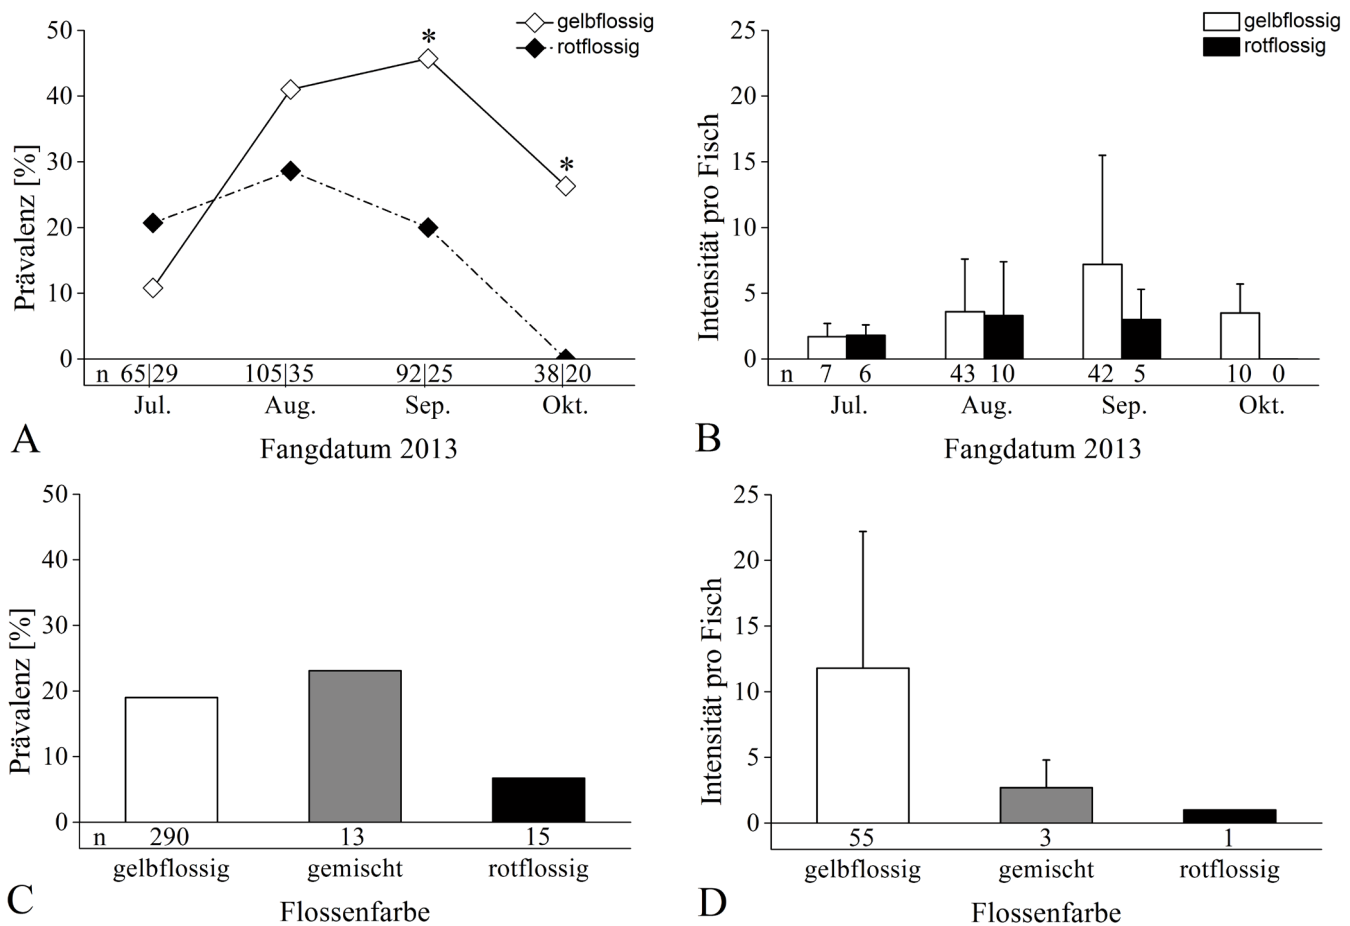 gelbflossig
rotflossig
Prävalenz [%]
50
40
30
20
10
0
*
*
n 65|29 105|35 92|25 38|20
Jul. Aug. Sep. Okt.
A
Fangdatum 2013
gelbflossig
rotflossig
Intensität pro Fisch
25
20
15
10
5
0
n 7 6 43 10 42 5 10 0
Jul. Aug. Sep. Okt.
B
Fangdatum 2013
Prävalenz [%]
50
40
30
20
10
0
n 290 13 15
gelbflossig gemischt rotflossig
C
Flossenfarbe
Intensität pro Fisch
25
20
15
10
5
0
55 3 1
gelbflossig gemischt rotflossig
D
Flossenfarbe